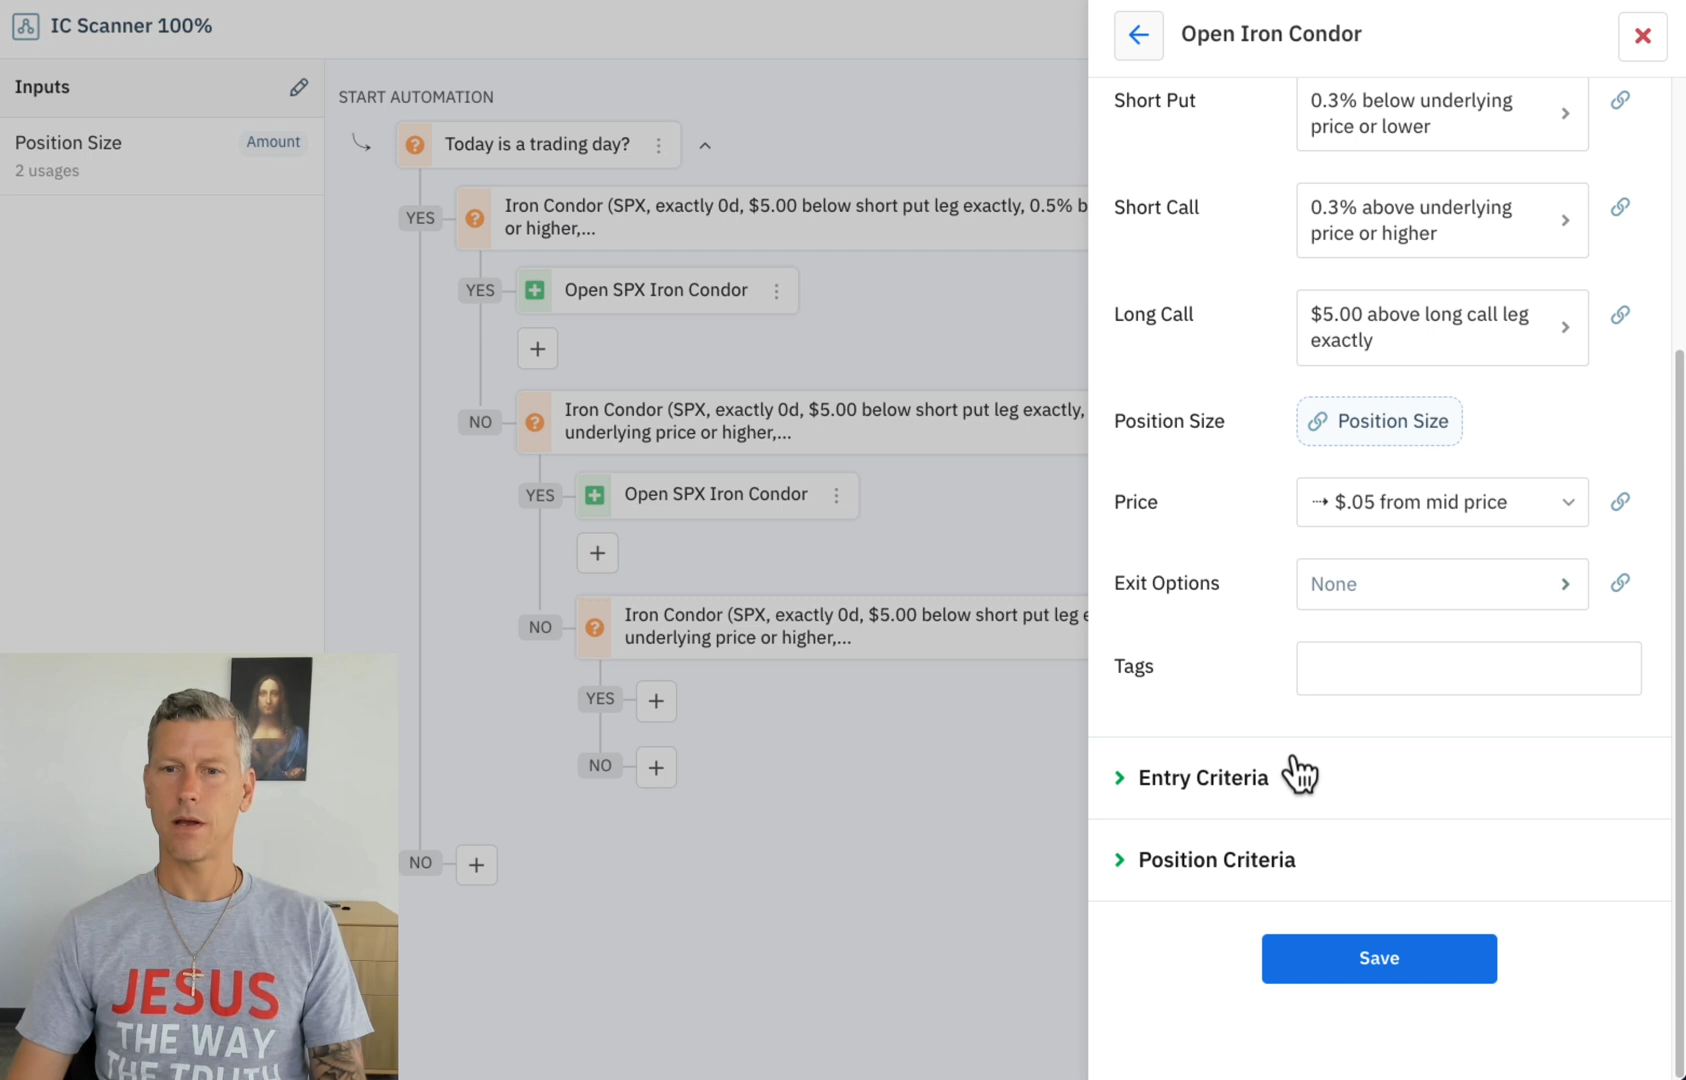 IC Scanner 100%
Inputs
Position Size
Amount
2 usages
START AUTOMATION
Today is a trading day?
YES
Iron Condor (SPX, exactly 0d, $5.00 below short put leg exactly, 0.5% b
or higher,...
YES
Open SPX Iron Condor
NO
Iron Condor (SPX, exactly 0d, $5.00 below short put leg exactly,
underlying price or higher,...
YES
Open SPX Iron Condor
NO
Iron Condor (SPX, exactly 0d, $5.00 below short put leg e
underlying price or higher,...
YES
NO
NO
Open Iron Condor
Short Put
0.3% below underlying
price or lower
Short Call
0.3% above underlying
price or higher
Long Call
$5.00 above long call leg
exactly
Position Size
Position Size
Price
$.05 from mid price
Exit Options
None
Tags
Entry Criteria
Position Criteria
Save
JESUS
THE WAY
THE TRUTH